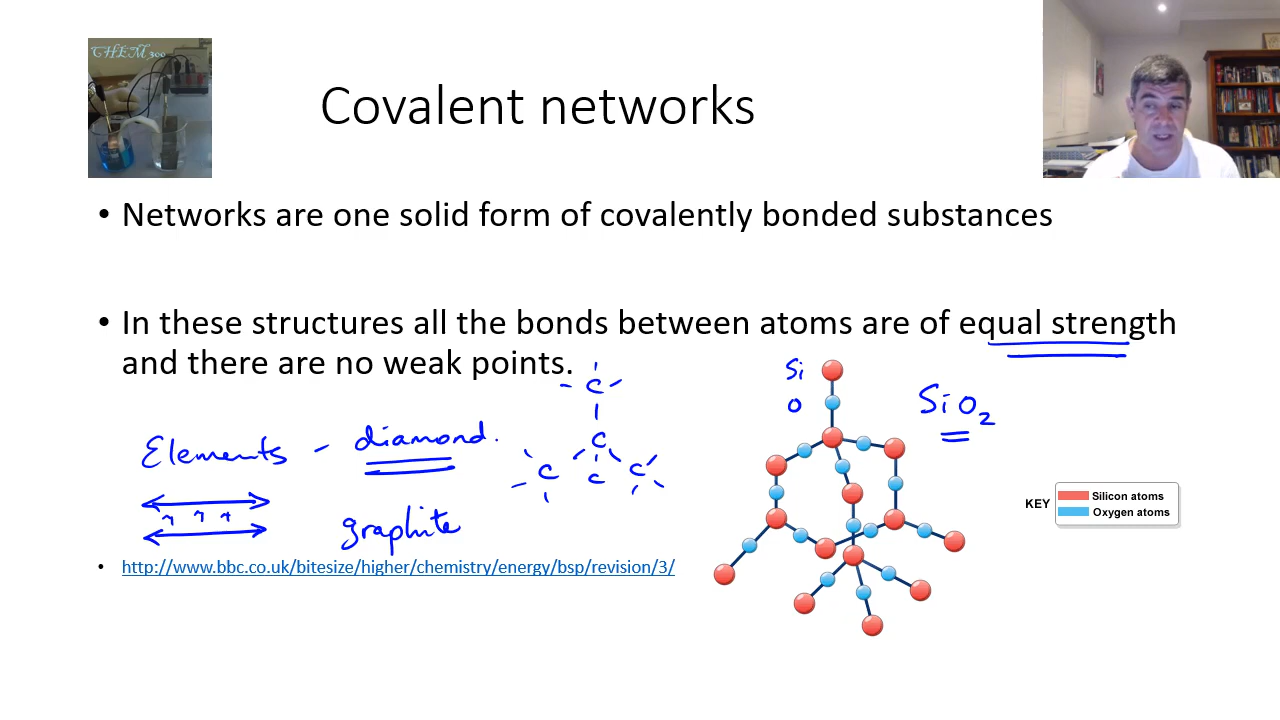 CHEM 300
Covalent networks
• Networks are one solid form of covalently bonded substances
• In these structures all the bonds between atoms are of equal strength
and there are no weak points.
Si
O
SiO2
C
C
C
C
C
Elements - diamond.
graphite
KEY
Silicon atoms
Oxygen atoms
• http://www.bbc.co.uk/bitesize/higher/chemistry/energy/bsp/revision/3/